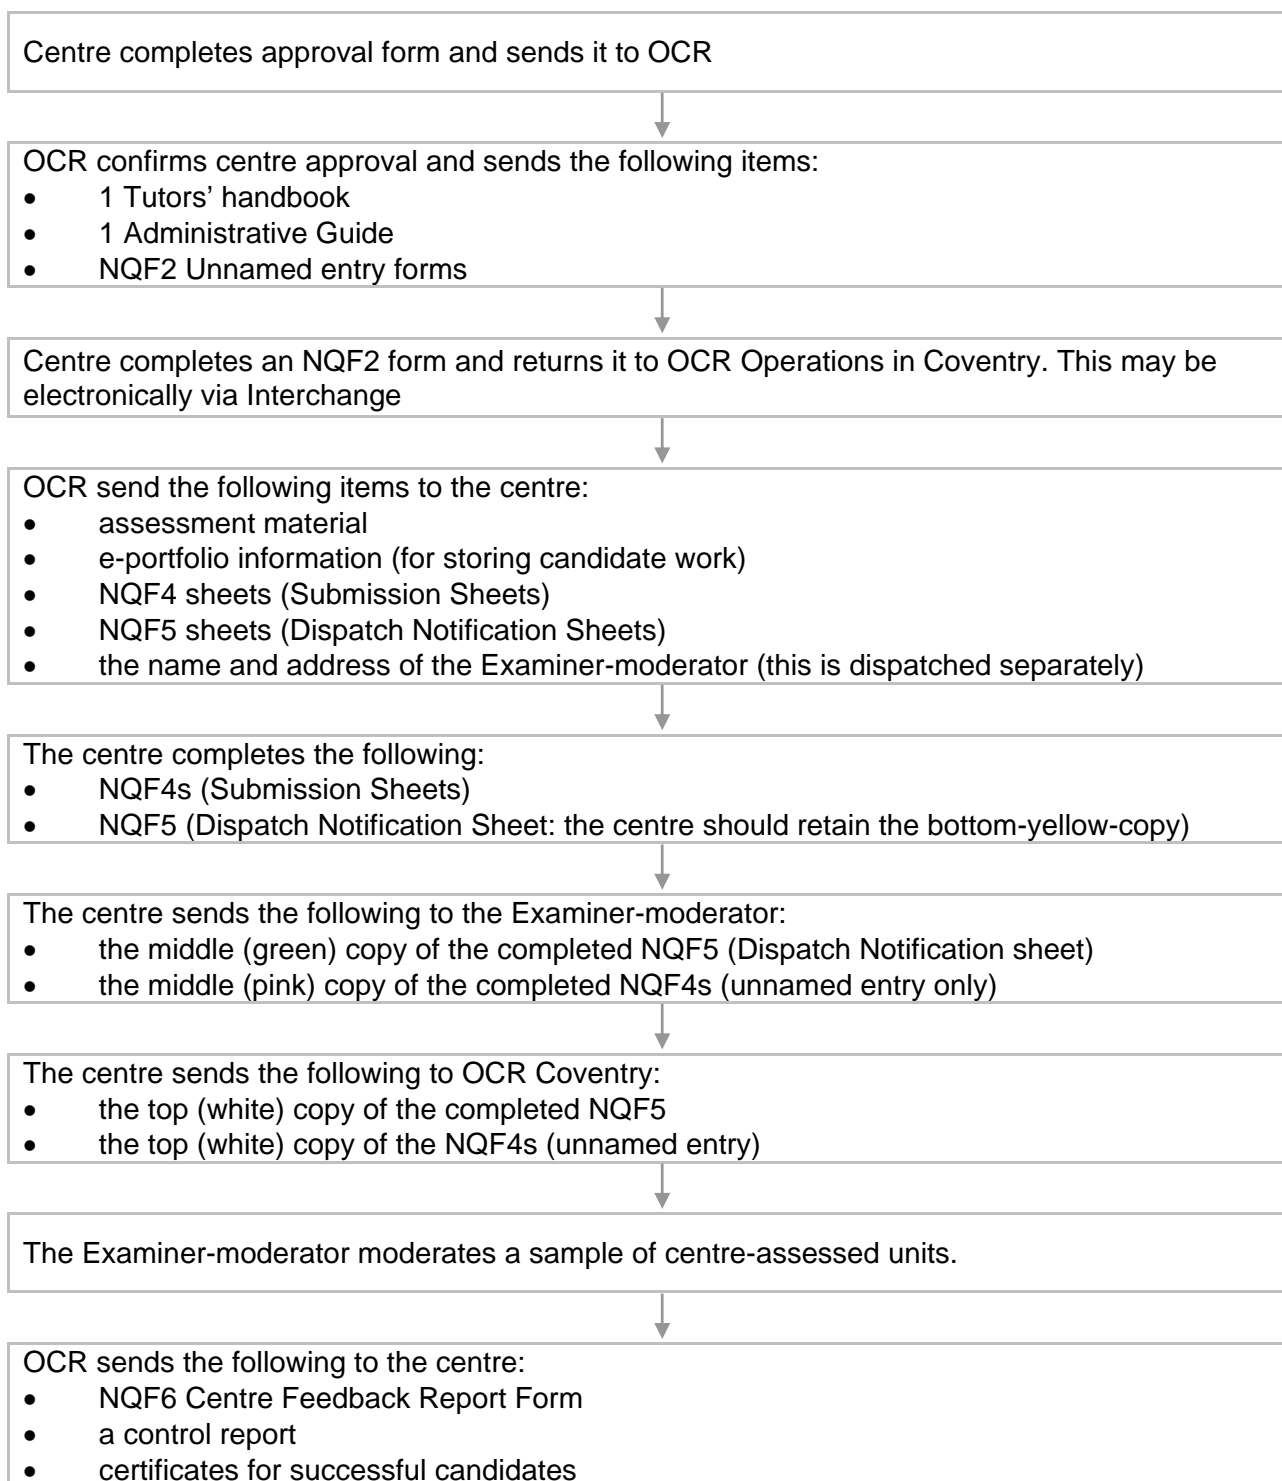 Centre completes approval form and sends it to OCR
OCR confirms centre approval and sends the following items:
• 1 Tutors’ handbook
• 1 Administrative Guide
• NQF2 Unnamed entry forms
Centre completes an NQF2 form and returns it to OCR Operations in Coventry. This may be
electronically via Interchange
OCR send the following items to the centre:
• assessment material
• e-portfolio information (for storing candidate work)
• NQF4 sheets (Submission Sheets)
• NQF5 sheets (Dispatch Notification Sheets)
• the name and address of the Examiner-moderator (this is dispatched separately)
The centre completes the following:
• NQF4s (Submission Sheets)
• NQF5 (Dispatch Notification Sheet: the centre should retain the bottom-yellow-copy)
The centre sends the following to the Examiner-moderator:
• the middle (green) copy of the completed NQF5 (Dispatch Notification sheet)
• the middle (pink) copy of the completed NQF4s (unnamed entry only)
The centre sends the following to OCR Coventry:
• the top (white) copy of the completed NQF5
• the top (white) copy of the NQF4s (unnamed entry)
The Examiner-moderator moderates a sample of centre-assessed units.
OCR sends the following to the centre:
• NQF6 Centre Feedback Report Form
• a control report
• certificates for successful candidates